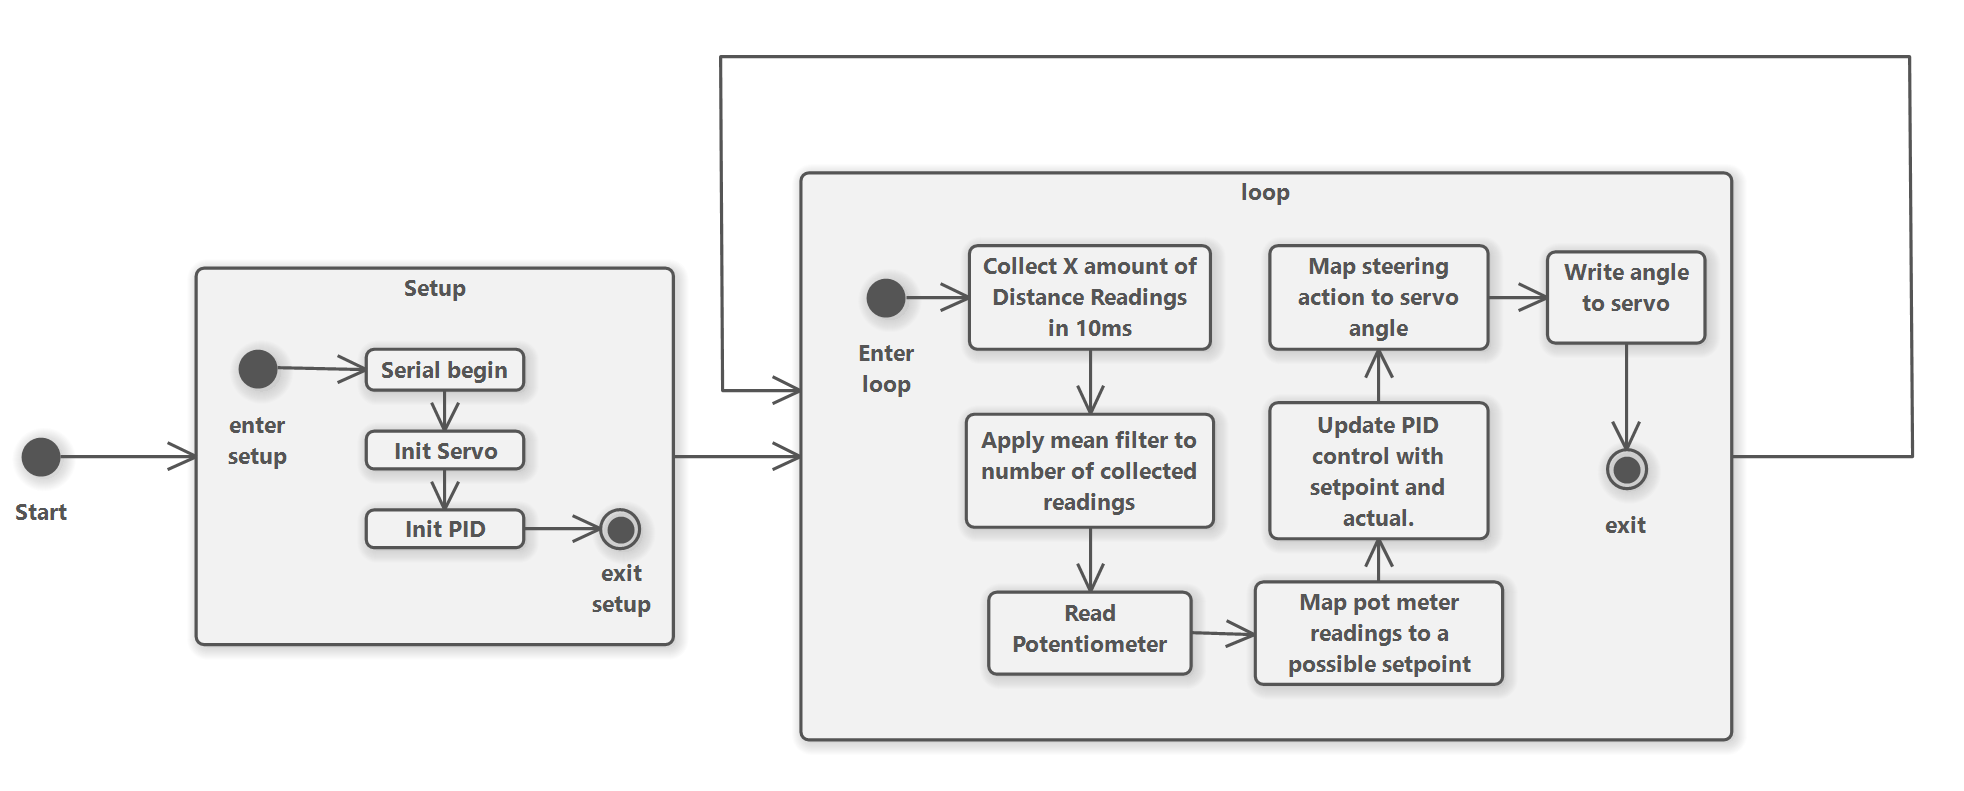 Start
Setup
enter
setup
Serial begin
Init Servo
Init PID
exit
setup
loop
Enter
loop
Collect X amount of
Distance Readings
in 10ms
Apply mean filter to
number of collected
readings
Read
Potentiometer
Map pot meter
readings to a
possible setpoint
Update PID
control with
setpoint and
actual.
Map steering
action to servo
angle
Write angle
to servo
exit